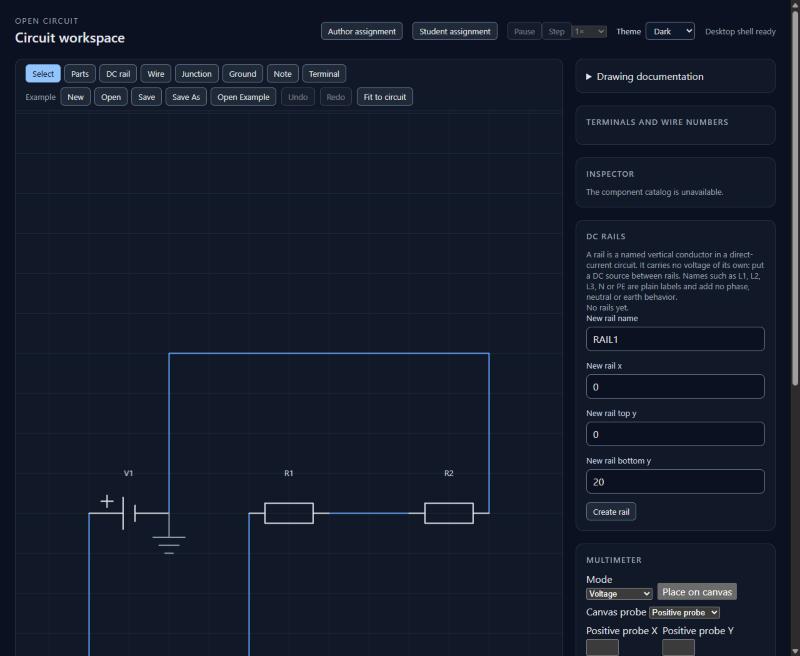 OPEN CIRCUIT
Circuit workspace
Author assignment
Student assignment
Pause
Step
1×
Theme
Dark
Desktop shell ready
Select
Parts
DC rail
Wire
Junction
Ground
Note
Terminal
Example
New
Open
Save
Save As
Open Example
Undo
Redo
Fit to circuit
V1
R1
R2
Drawing documentation
TERMINALS AND WIRE NUMBERS
INSPECTOR
The component catalog is unavailable.
DC RAILS
A rail is a named vertical conductor in a direct-
current circuit. It carries no voltage of its own: put
a DC source between rails. Names such as L1, L2,
L3, N or PE are plain labels and add no phase,
neutral or earth behavior.
No rails yet.
New rail name
RAIL1
New rail x
0
New rail top y
0
New rail bottom y
20
Create rail
MULTIMETER
Mode
Voltage
Place on canvas
Canvas probe
Positive probe
Positive probe X
Positive probe Y